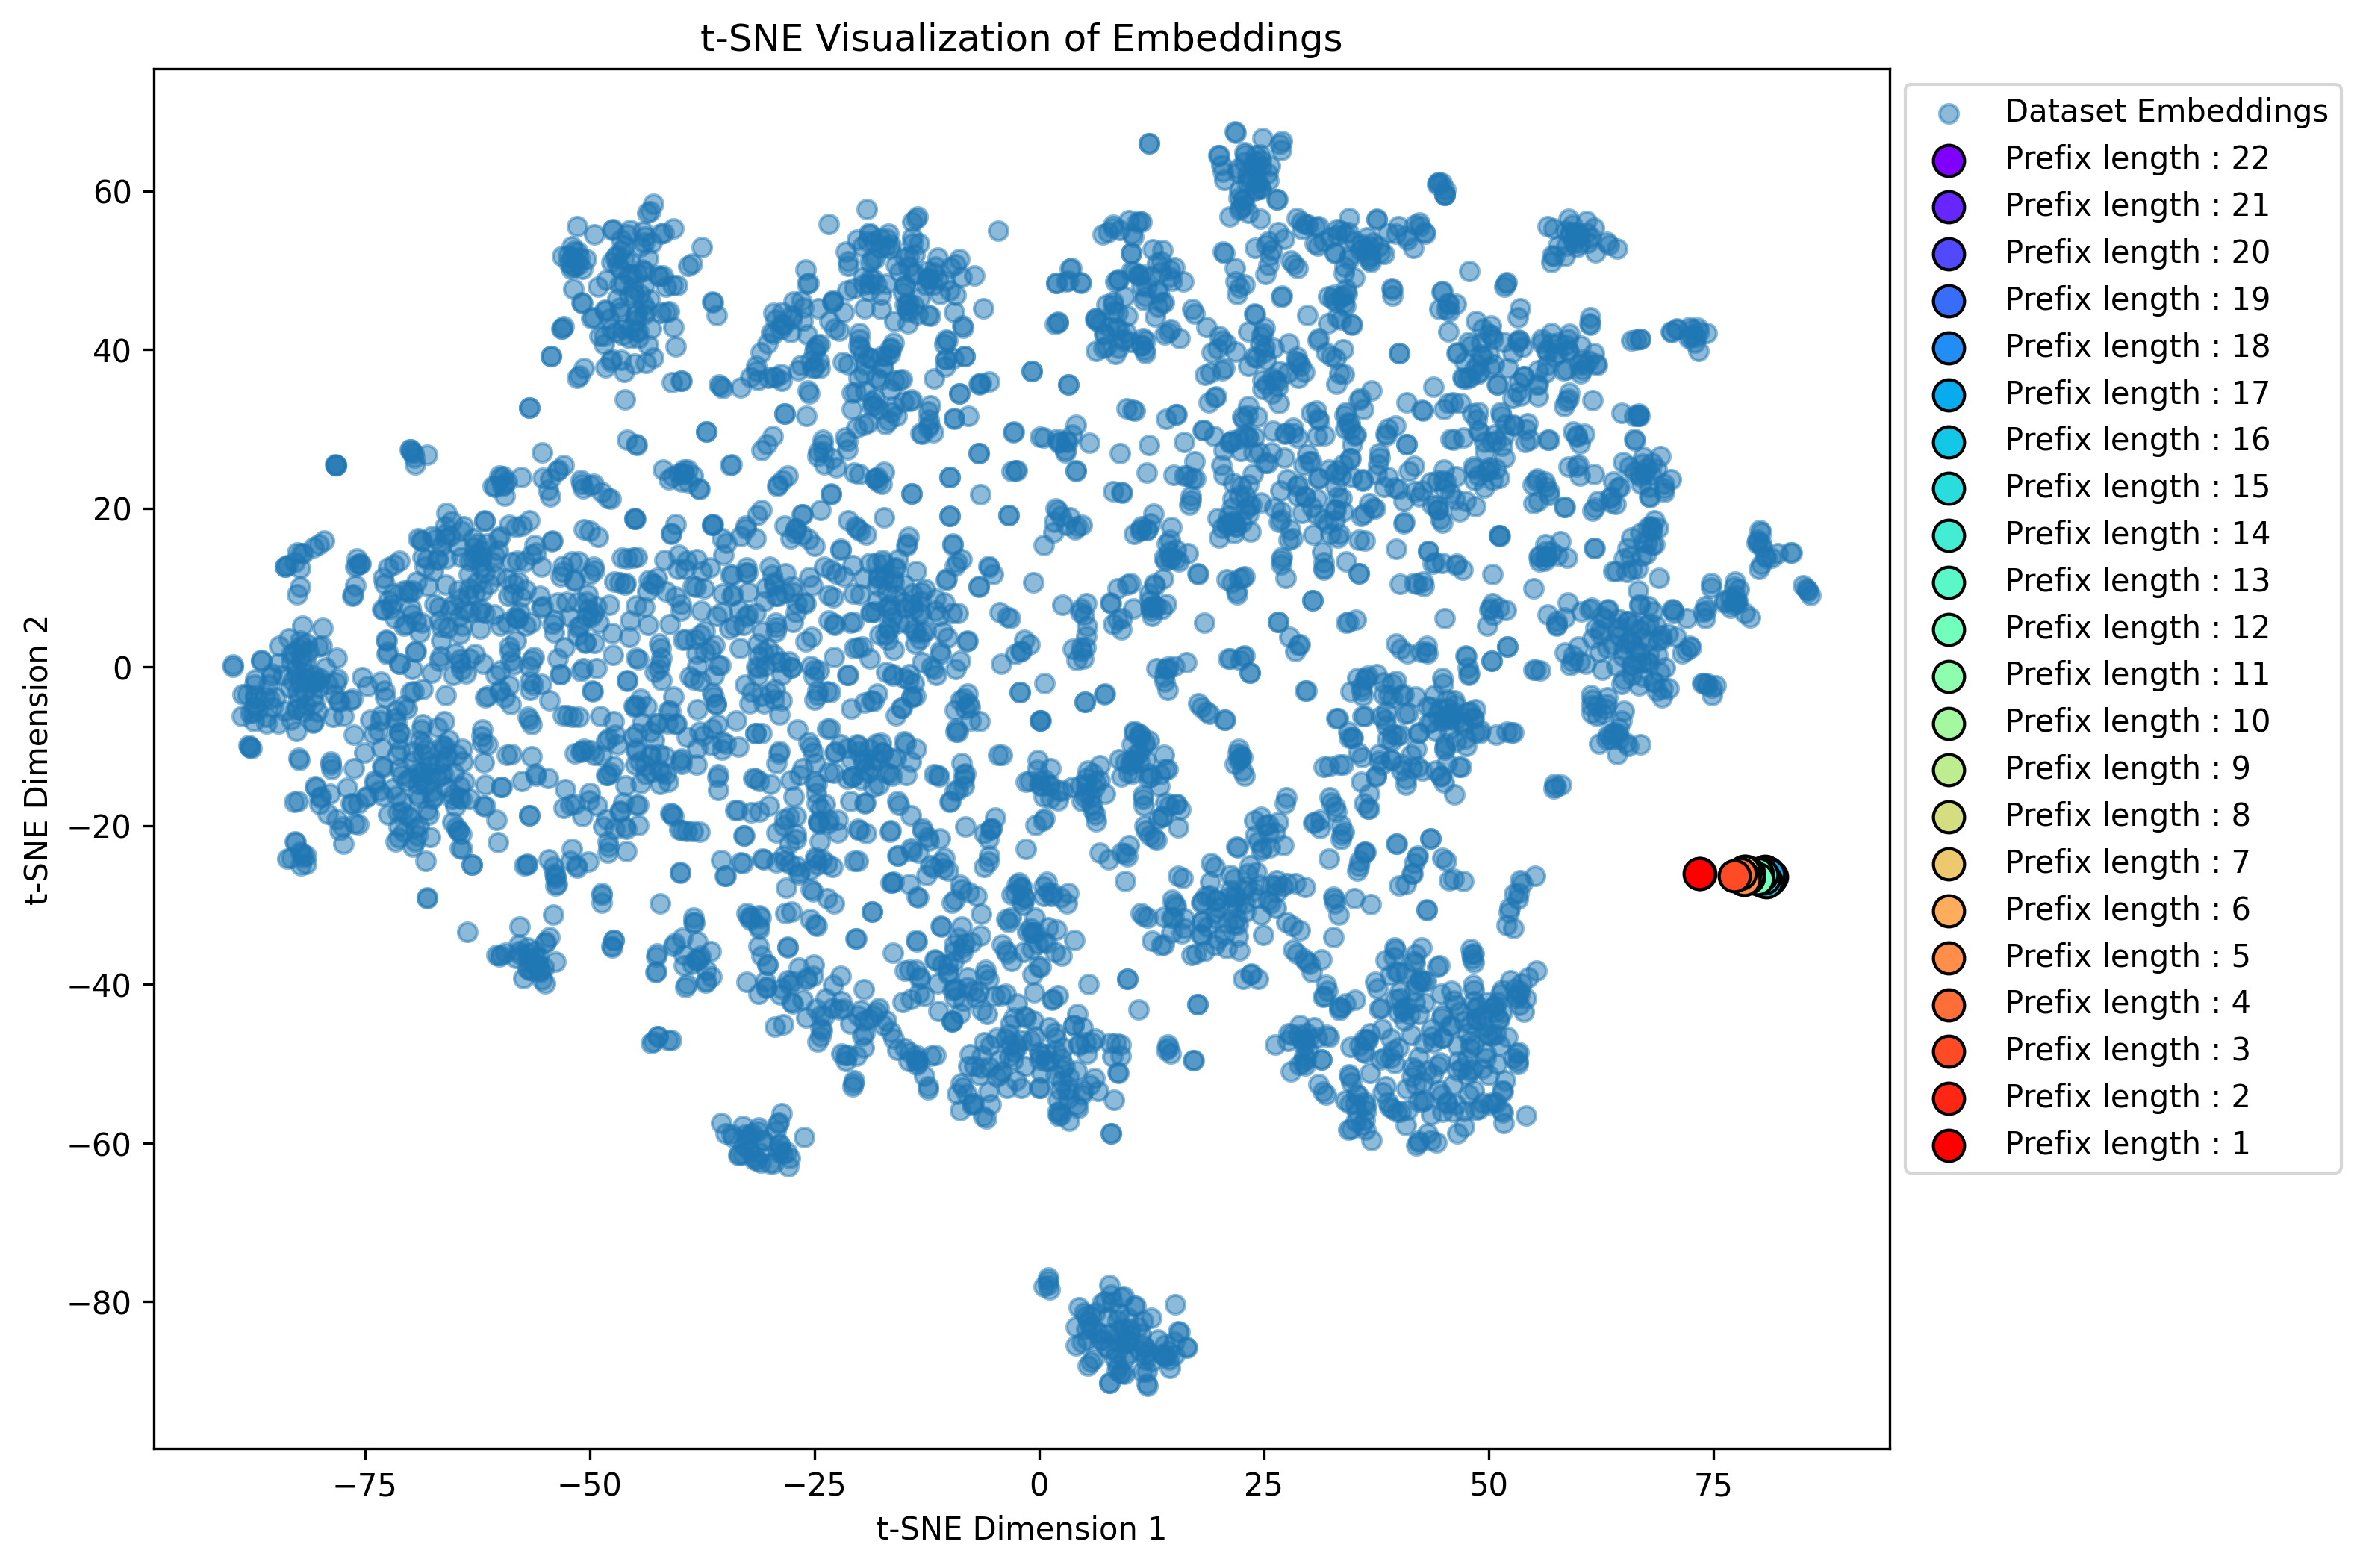 t-SNE Visualization of Embeddings
t-SNE Dimension 2
60
40
20
0
−20
−40
−60
−80
−75
−50
−25
0
25
50
75
t-SNE Dimension 1
Dataset Embeddings
Prefix length : 22
Prefix length : 21
Prefix length : 20
Prefix length : 19
Prefix length : 18
Prefix length : 17
Prefix length : 16
Prefix length : 15
Prefix length : 14
Prefix length : 13
Prefix length : 12
Prefix length : 11
Prefix length : 10
Prefix length : 9
Prefix length : 8
Prefix length : 7
Prefix length : 6
Prefix length : 5
Prefix length : 4
Prefix length : 3
Prefix length : 2
Prefix length : 1